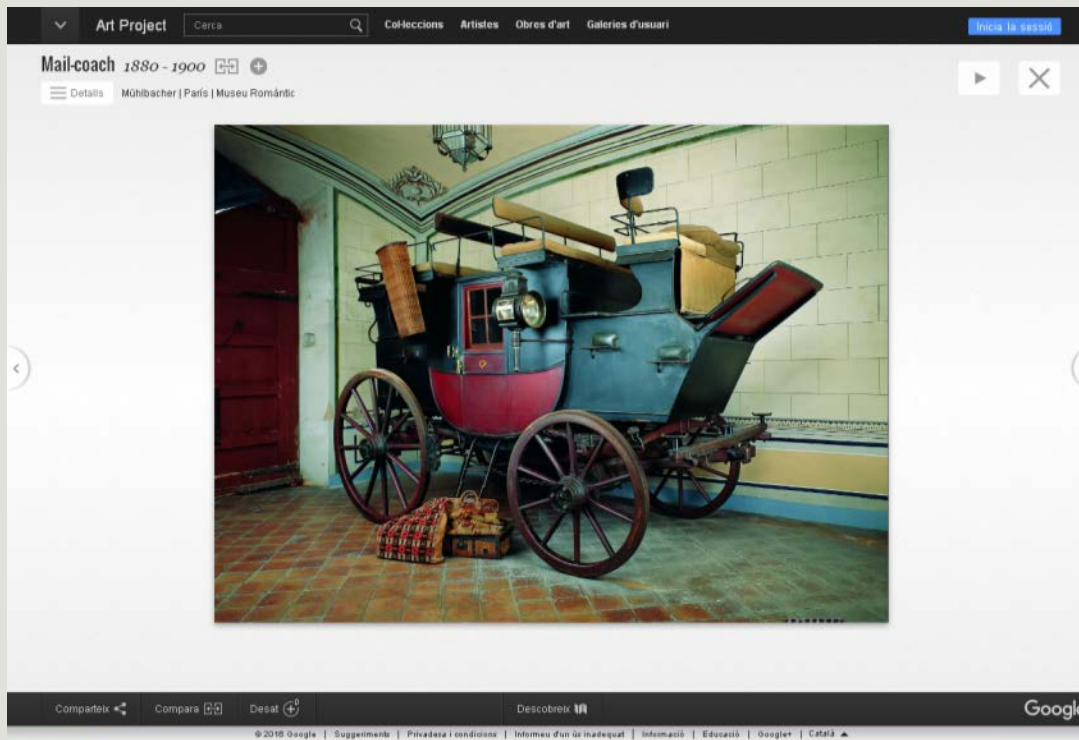 Art Project Cerca Col·leccions Artistes Obres d'art Galeries d'usuari Inicia la sessió
Mail-coach 1880 - 1900
Details Mühlbacher | París | Museu Romàntic
Comparteix Compara Desat 0 Descobreix Google
© 2016 Google | Suggeriments | Privadesa i condicions | Informeu d'un ús inadequat | Informació | Educació | Google+ | Català